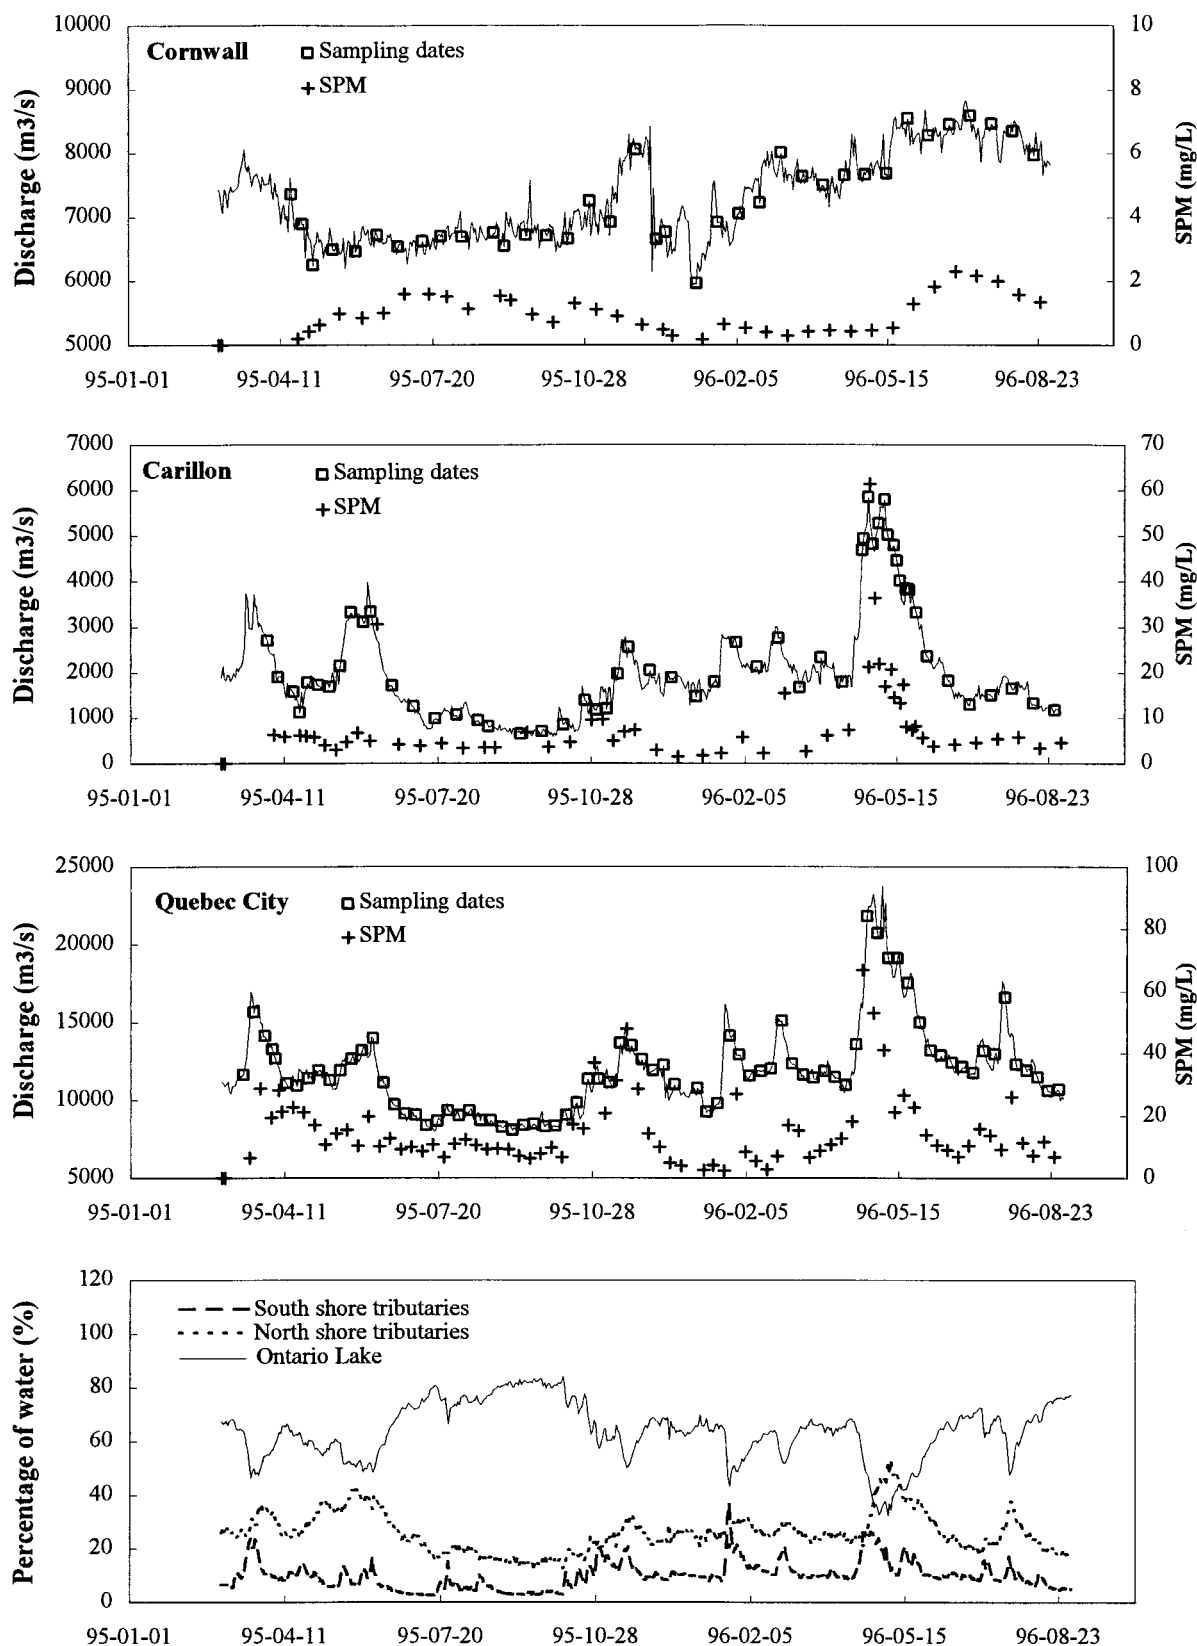 Cornwall
Sampling dates
SPM
Discharge (m3/s)
10000
9000
8000
7000
6000
5000
SPM (mg/L)
10
8
6
4
2
0
95-01-01 95-04-11 95-07-20 95-10-28 96-02-05 96-05-15 96-08-23
Carillon
Sampling dates
SPM
Discharge (m3/s)
7000
6000
5000
4000
3000
2000
1000
0
SPM (mg/L)
70
60
50
40
30
20
10
0
95-01-01 95-04-11 95-07-20 95-10-28 96-02-05 96-05-15 96-08-23
Quebec City
Sampling dates
SPM
Discharge (m3/s)
25000
20000
15000
10000
5000
SPM (mg/L)
100
80
60
40
20
0
95-01-01 95-04-11 95-07-20 95-10-28 96-02-05 96-05-15 96-08-23
South shore tributaries
North shore tributaries
Ontario Lake
Percentage of water (%)
120
100
80
60
40
20
0
95-01-01 95-04-11 95-07-20 95-10-28 96-02-05 96-05-15 96-08-23